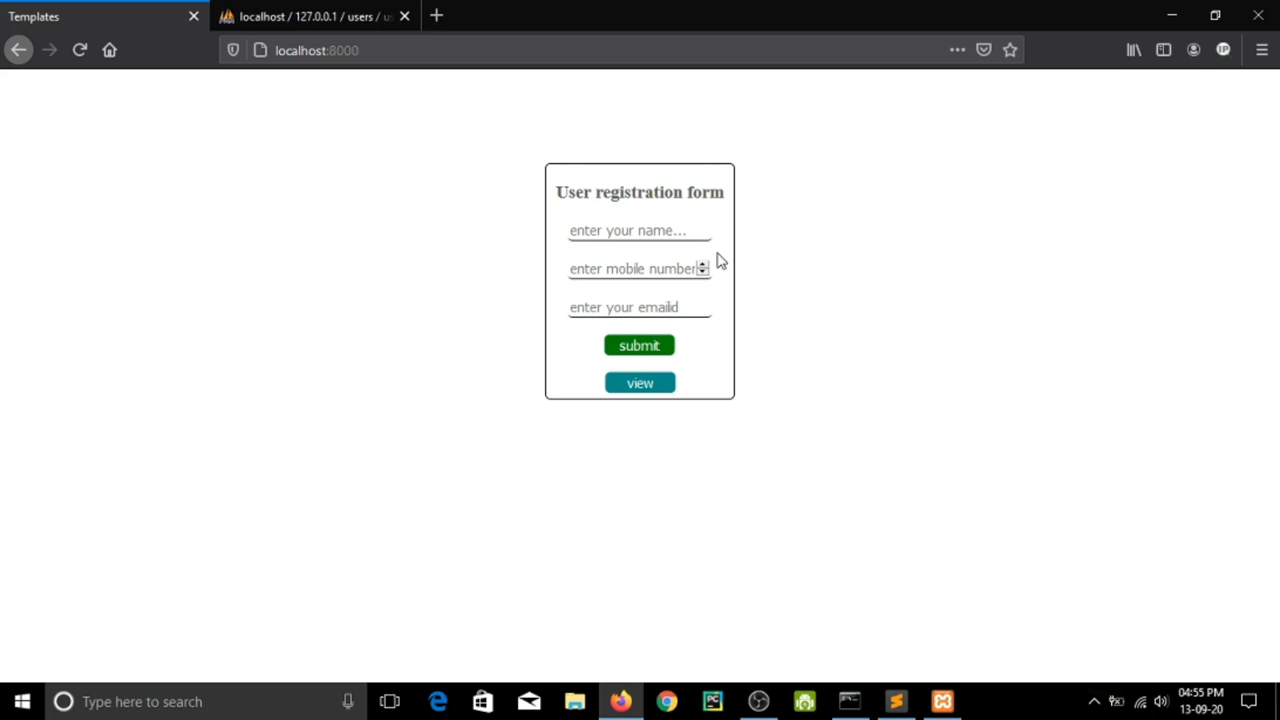 Templates
localhost / 127.0.0.1 / users / us
localhost:8000
User registration form
enter your name...
enter mobile number
enter your emailid
submit
view
Type here to search
04:55 PM
13-09-20